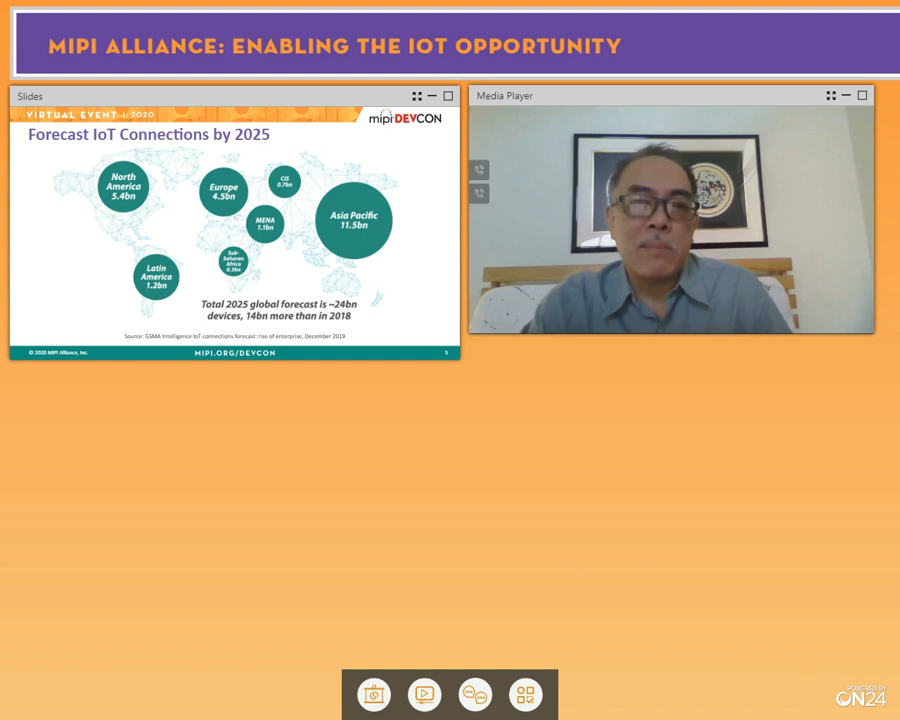 MIPI ALLIANCE: ENABLING THE IOT OPPORTUNITY
Slides
VIRTUAL EVENT | 2020
mipi DEVCON
Forecast IoT Connections by 2025
North
America
5.4bn
Europe
4.5bn
CIS
0.7bn
MENA
1.1bn
Asia Pacific
11.5bn
Sub-
Saharan
Africa
0.3bn
Latin
America
1.2bn
Total 2025 global forecast is ~24bn
devices, 14bn more than in 2018
Source: GSMA Intelligence IoT connections forecast: rise of enterprise, December 2019
© 2020 MIPI Alliance, Inc.
MIPI.ORG/DEVCON
5
Media Player
POWERED BY
ON24